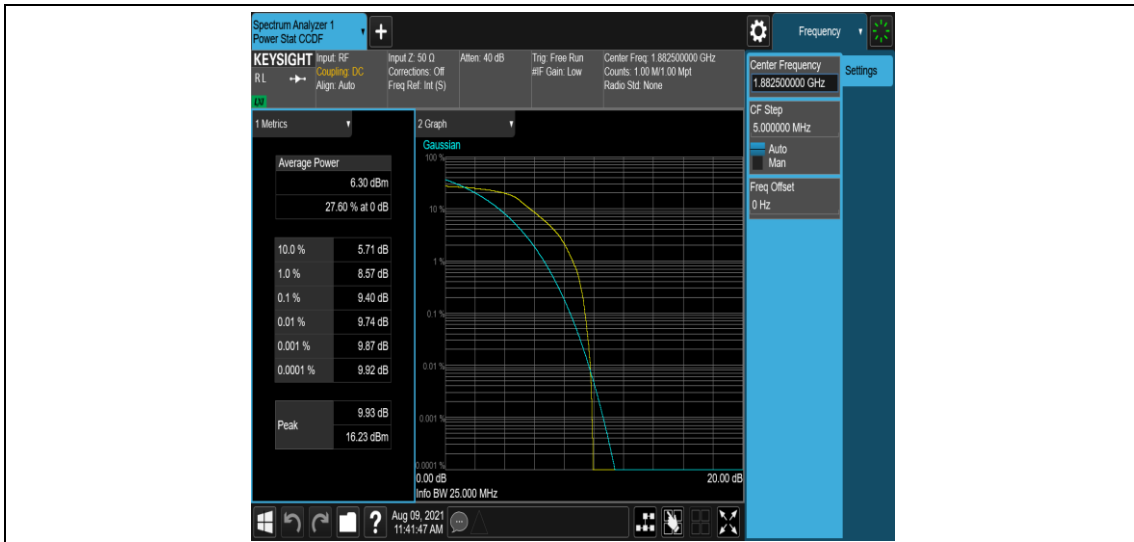 Spectrum Analyzer 1
Power Stat CCDF
Frequency
KEYSIGHT
RL
LM
Input: RF
Coupling: DC
Align: Auto
Input Z: 50 Ω
Corrections: Off
Freq Ref: Int (S)
Atten: 40 dB
Trig: Free Run
#IF Gain: Low
Center Freq: 1.882500000 GHz
Counts: 1.00 M/1.00 Mpt
Radio Std: None
Center Frequency
1.882500000 GHz
Settings
CF Step
5.000000 MHz
Auto
Man
Freq Offset
0 Hz
1 Metrics
Average Power
6.30 dBm
27.60 % at 0 dB
10.0 % 5.71 dB
1.0 % 8.57 dB
0.1 % 9.40 dB
0.01 % 9.74 dB
0.001 % 9.87 dB
0.0001 % 9.92 dB
Peak
9.93 dB
16.23 dBm
2 Graph
Gaussian
100 %
10 %
1 %
0.1 %
0.01 %
0.001 %
0.0001 %
0.00 dB 20.00 dB
Info BW 25.000 MHz
?
Aug 09, 2021
11:41:47 AM